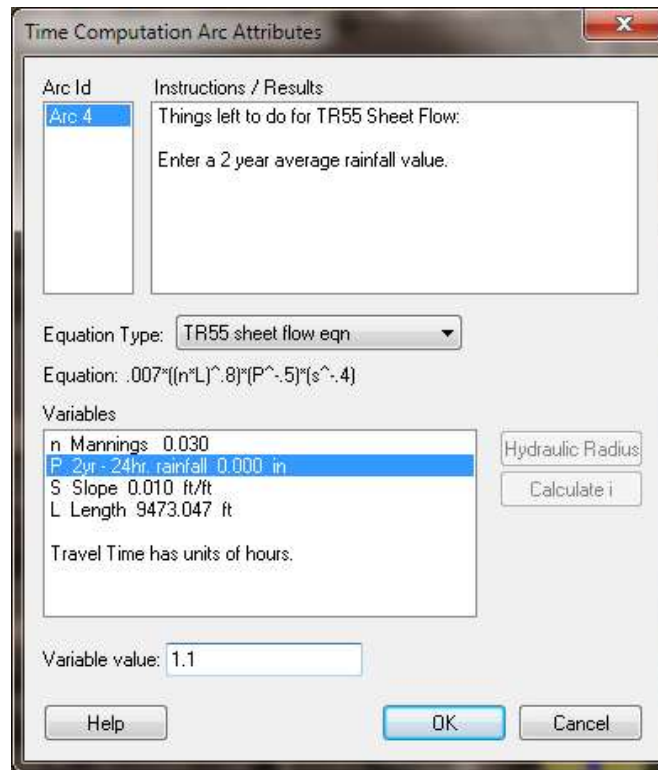 Time Computation Arc Attributes
Arc Id
Instructions / Results
Arc 4
Things left to do for TR55 Sheet Flow:
Enter a 2 year average rainfall value.
Equation Type: TR55 sheet flow eqn
Equation: .007*((n*L)^.8)*(P^-.5)*(s^-.4)
Variables
n Mannings 0.030
P 2yr - 24hr. rainfall 0.000 in
S Slope 0.010 ft/ft
L Length 9473.047 ft
Travel Time has units of hours.
Hydraulic Radius
Calculate i
Variable value: 1.1
Help
OK
Cancel